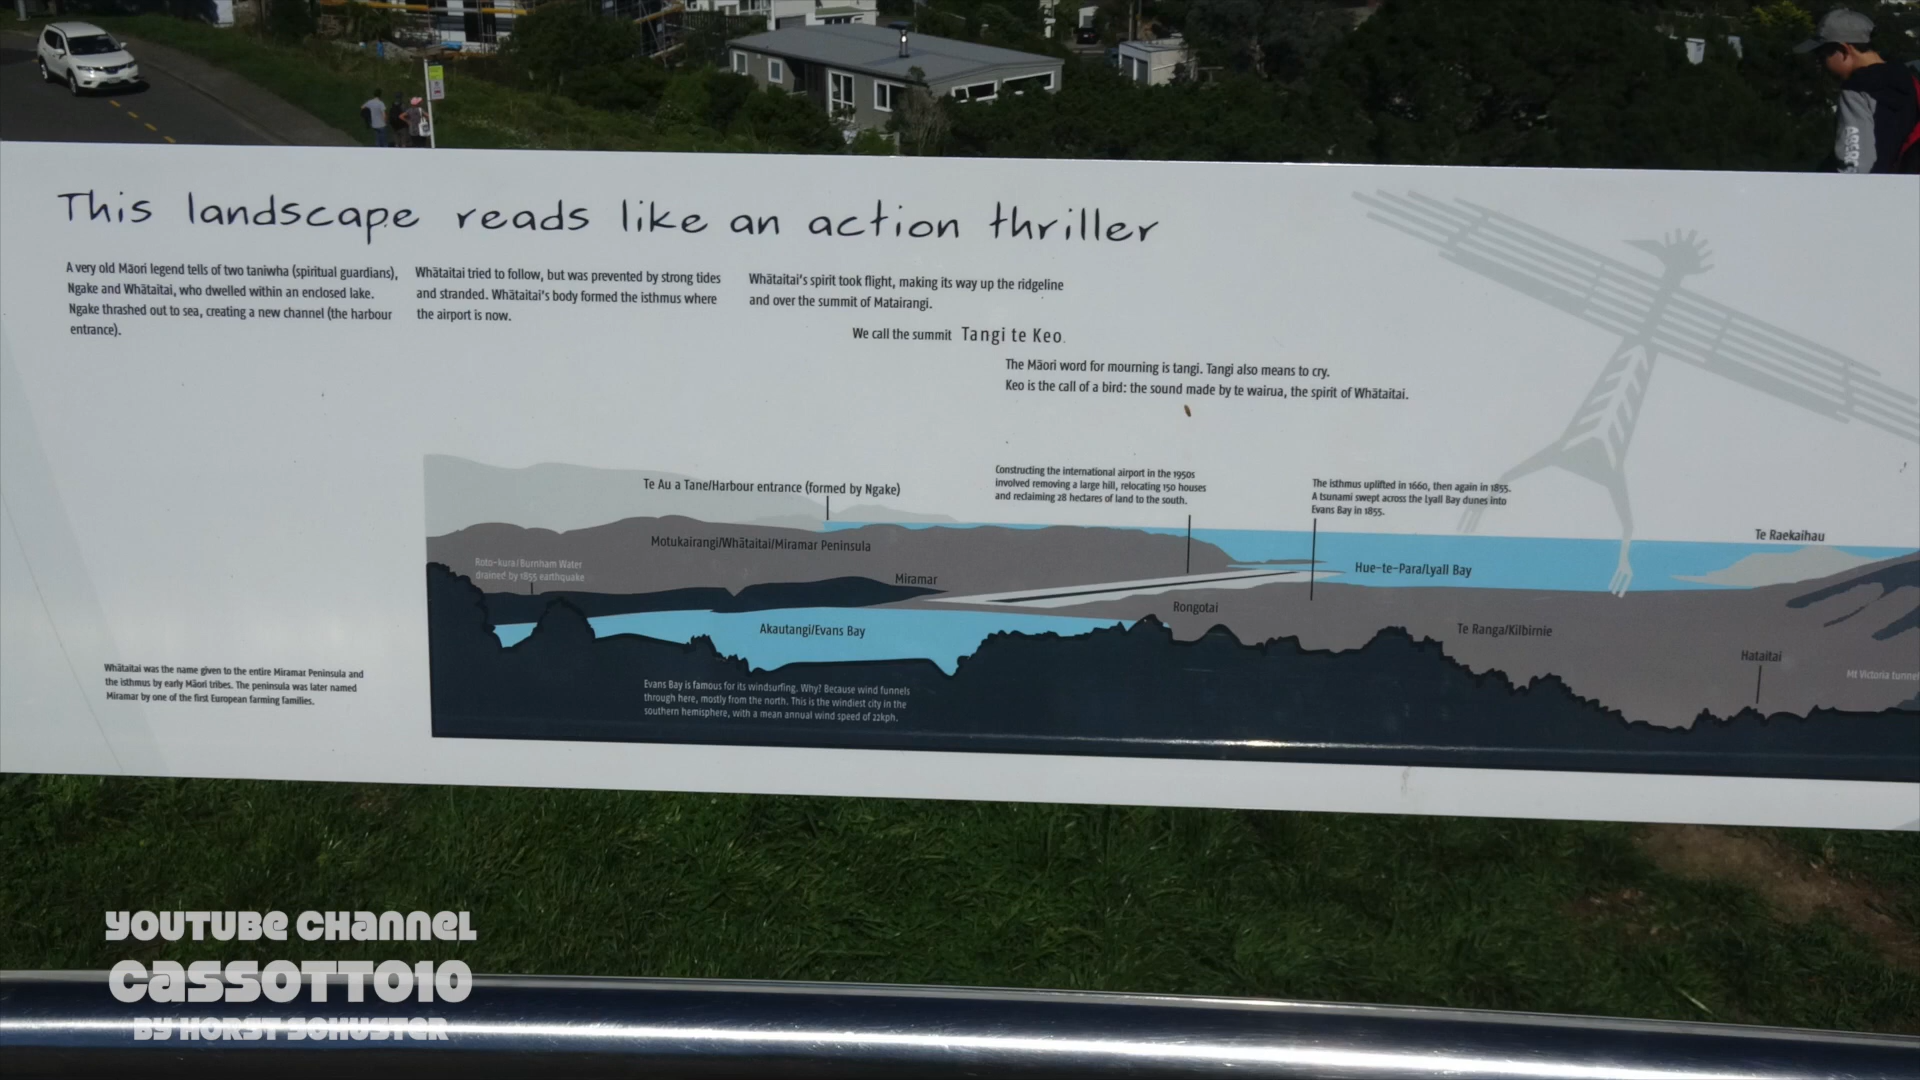 This landscape reads like an action thriller
A very old Māori legend tells of two taniwha (spiritual guardians),
Ngake and Whātaitai, who dwelled within an enclosed lake.
Ngake thrashed out to sea, creating a new channel (the harbour
entrance).
Whātaitai tried to follow, but was prevented by strong tides
and stranded. Whātaitai's body formed the isthmus where
the airport is now.
Whātaitai's spirit took flight, making its way up the ridgeline
and over the summit of Matairangi.
We call the summit Tangi te Keo.
The Māori word for mourning is tangi. Tangi also means to cry.
Keo is the call of a bird: the sound made by te wairua, the spirit of Whātaitai.
Te Au a Tane/Harbour entrance (formed by Ngake)
Constructing the international airport in the 1950s
involved removing a large hill, relocating 150 houses
and reclaiming 28 hectares of land to the south.
The isthmus uplifted in 1660, then again in 1855.
A tsunami swept across the Lyall Bay dunes into
Evans Bay in 1855.
Te Raekaihau
Motukairangi/Whātaitai/Miramar Peninsula
Roto-kura/Burnham Water
drained by 1855 earthquake
Miramar
Hue-te-Para/Lyall Bay
Rongotai
Akautangi/Evans Bay
Te Ranga/Kilbirnie
Hataitai
Mt Victoria tunnel
Whātaitai was the name given to the entire Miramar Peninsula and
the isthmus by early Māori tribes. The peninsula was later named
Miramar by one of the first European farming families.
Evans Bay is famous for its windsurfing. Why? Because wind funnels
through here, mostly from the north. This is the windiest city in the
southern hemisphere, with a mean annual wind speed of 22kph.
YOUTUBE CHANNEL
CASSOTTO10
BY HORST SCHUSTER